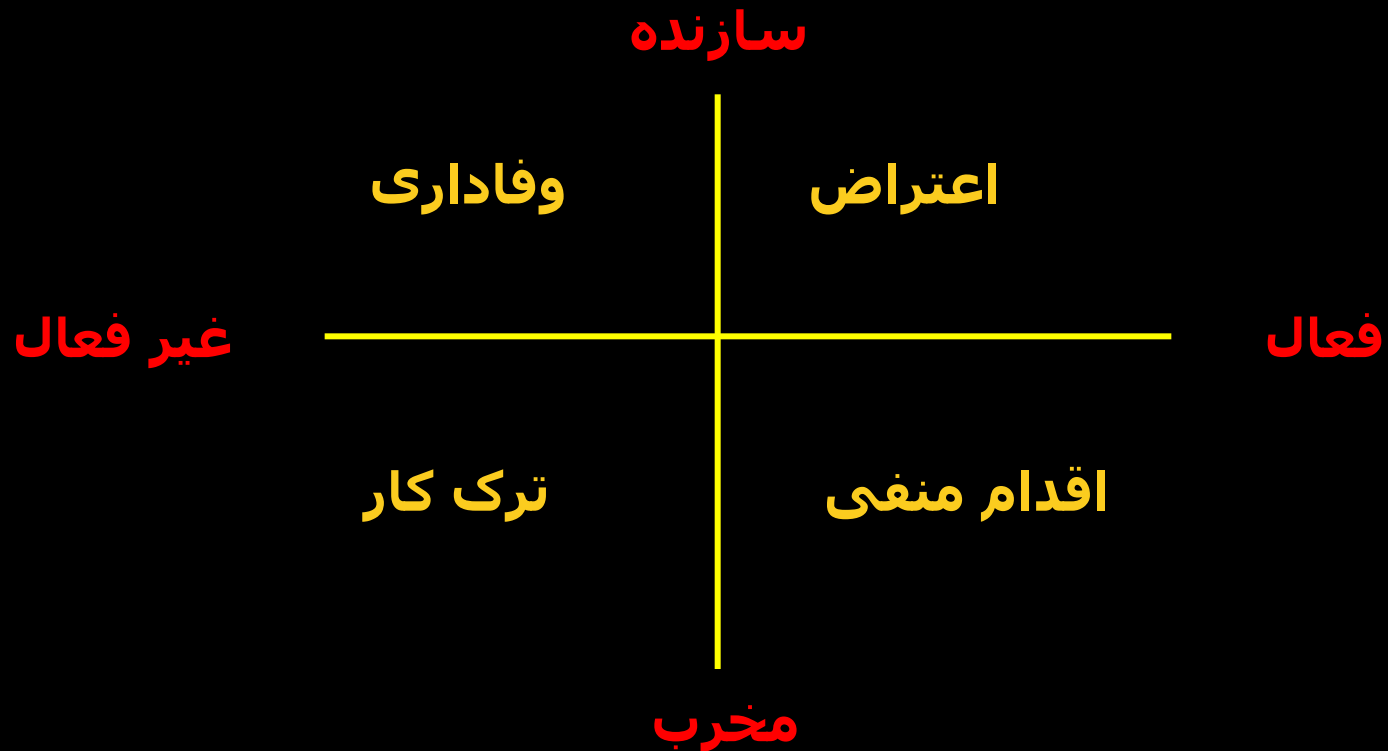 سازنده
اعتراض
وفاداری
فعال
غیر فعال
اقدام منفی
ترک کار
مخرب